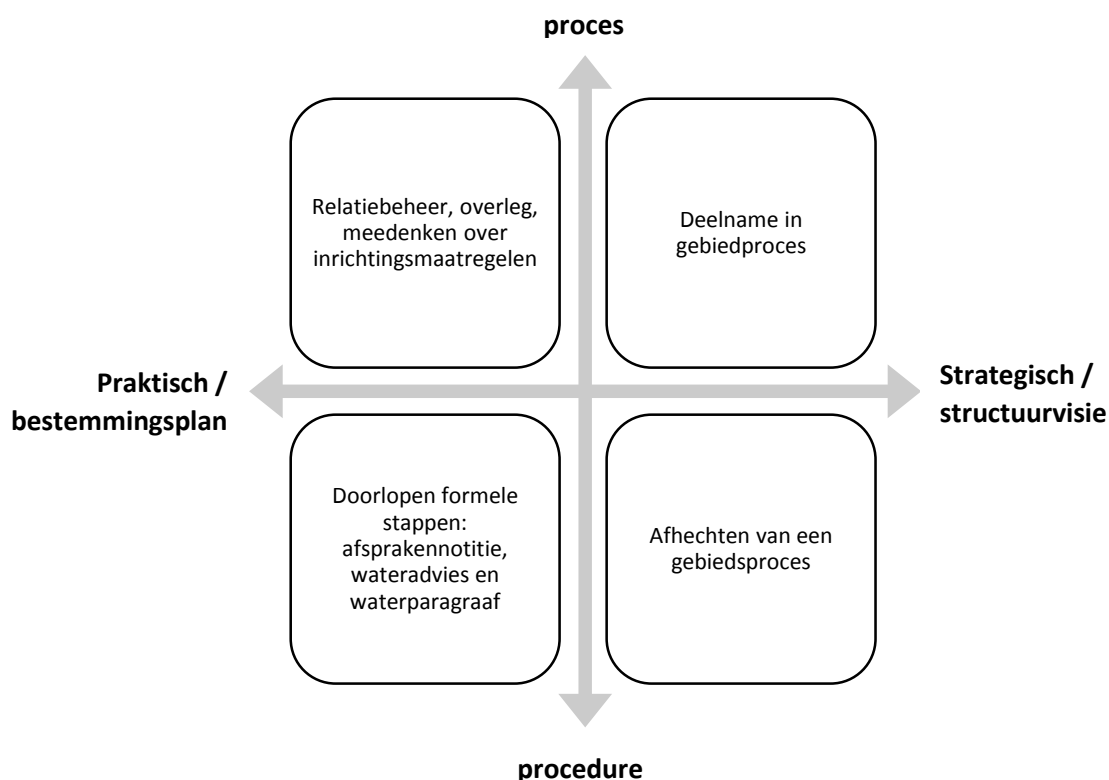 proces
Relatiebeheer, overleg,
meedenken over
inrichtingsmaatregelen
Deelname in
gebiedproces
Praktisch /
bestemmingsplan
Strategisch /
structuurvisie
Doorlopen formele
stappen:
afsprakennotitie,
wateradvies en
waterparagraaf
Afhechten van een
gebiedsproces
procedure